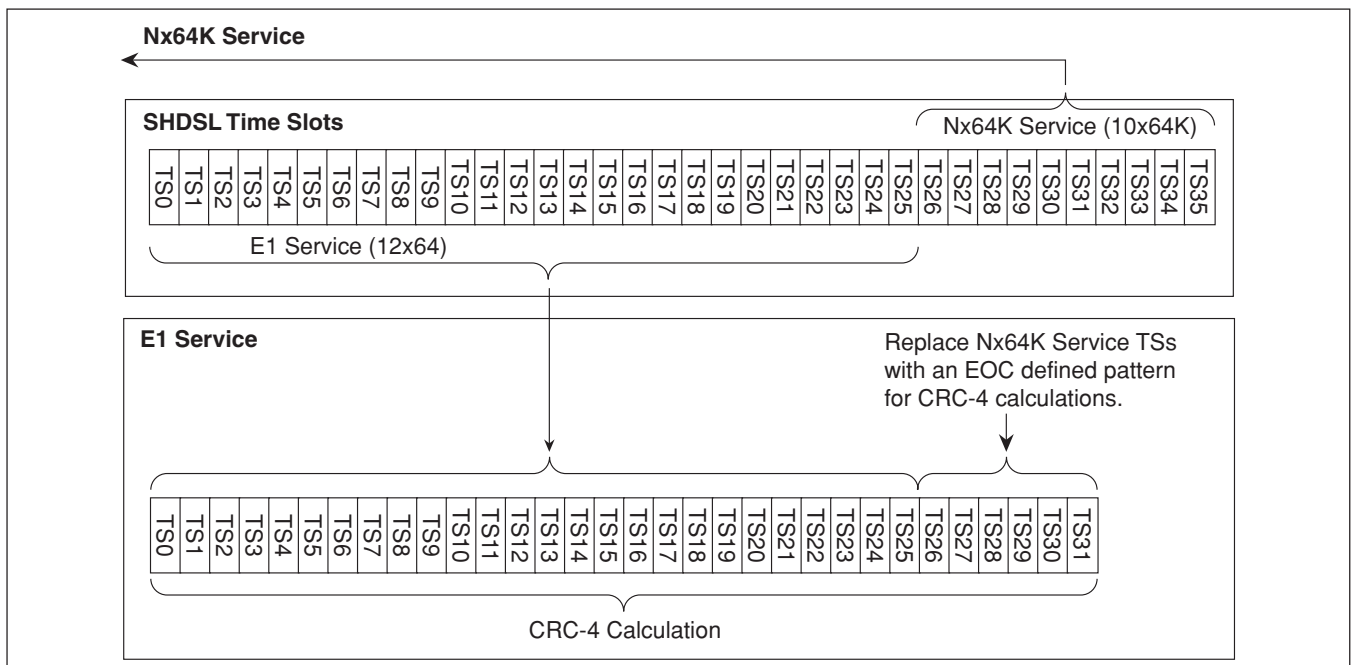 Nx64K Service
SHDSL Time Slots
Nx64K Service (10x64K)
TS0 TS1 TS2 TS3 TS4 TS5 TS6 TS7 TS8 TS9 TS10 TS11 TS12 TS13 TS14 TS15 TS16 TS17 TS18 TS19 TS20 TS21 TS22 TS23 TS24 TS25 TS26 TS27 TS28 TS29 TS30 TS31 TS32 TS33 TS34 TS35
E1 Service (12x64)
E1 Service
Replace Nx64K Service TSs
with an EOC defined pattern
for CRC-4 calculations.
TS0 TS1 TS2 TS3 TS4 TS5 TS6 TS7 TS8 TS9 TS10 TS11 TS12 TS13 TS14 TS15 TS16 TS17 TS18 TS19 TS20 TS21 TS22 TS23 TS24 TS25 TS26 TS27 TS28 TS29 TS30 TS31
CRC-4 Calculation